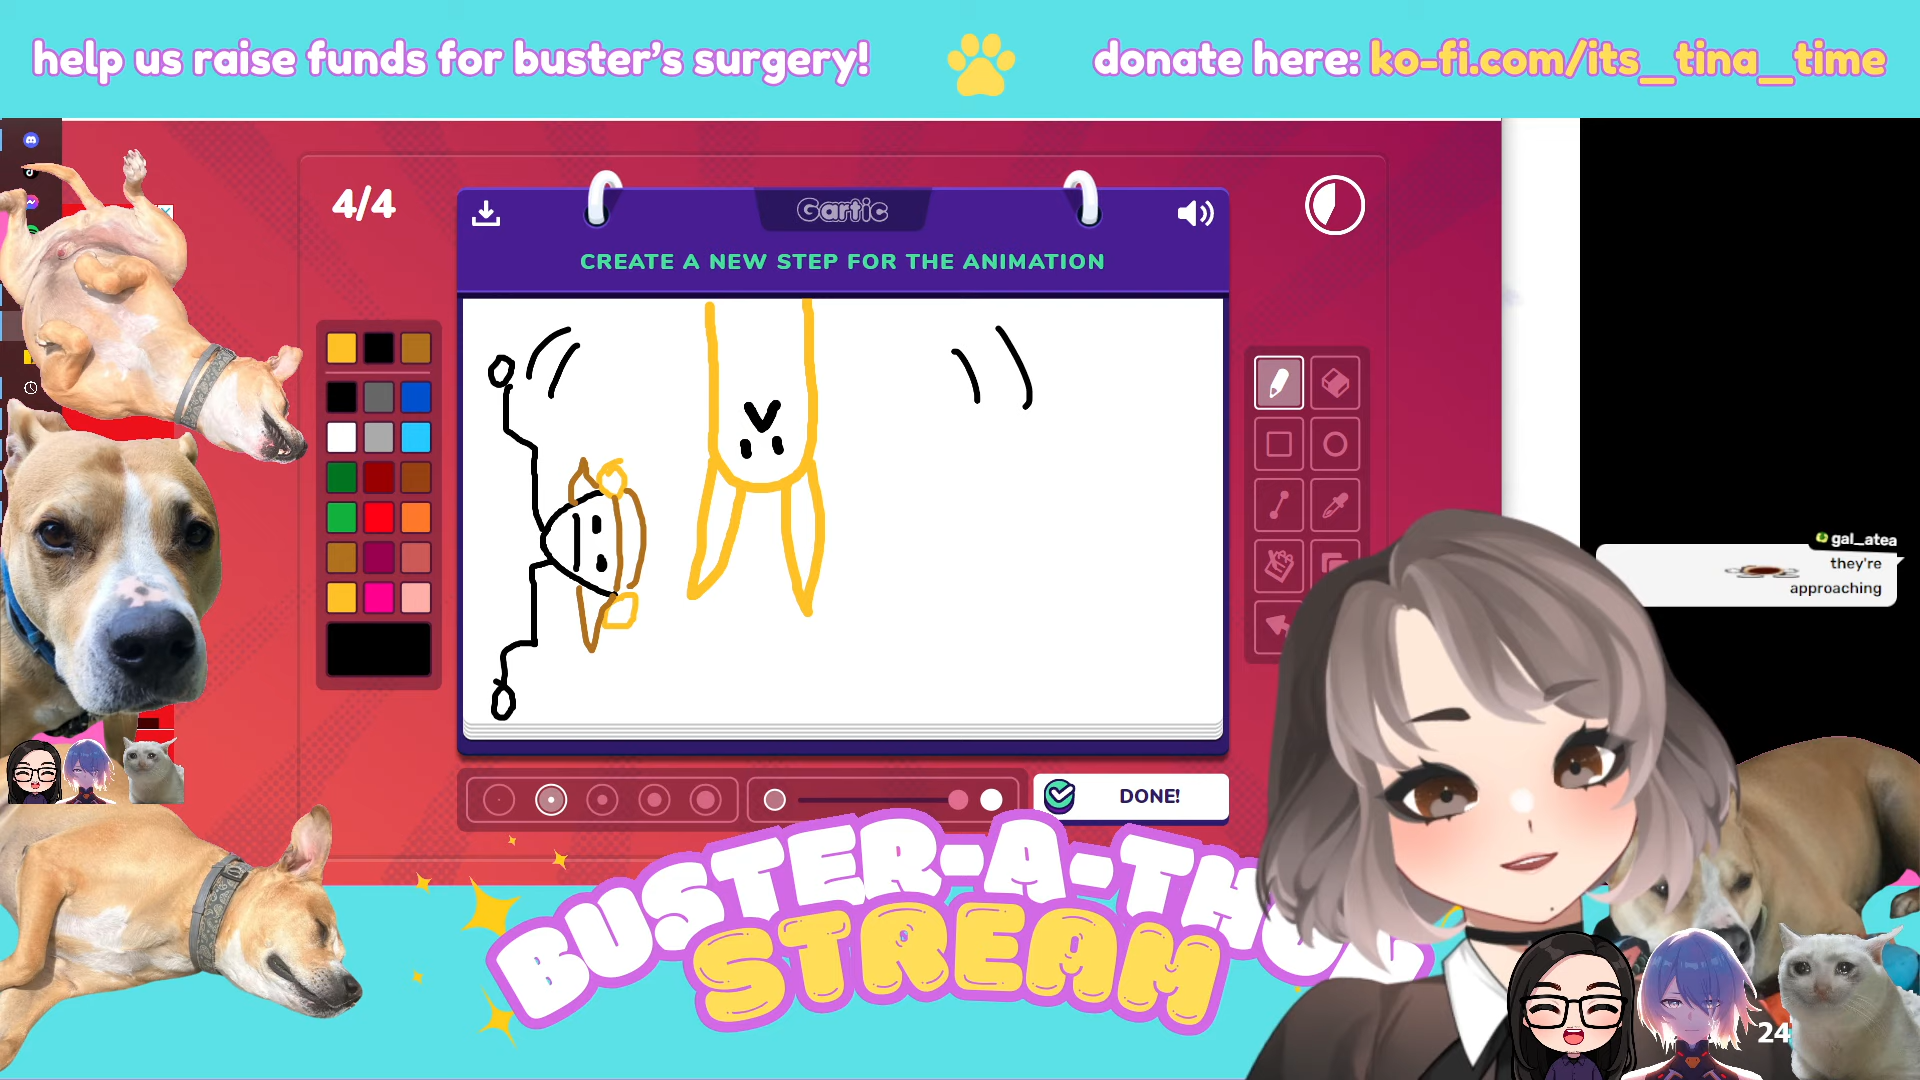 help us raise funds for buster's surgery!
donate here: ko-fi.com/its_tina_time
4/4
Gartic
CREATE A NEW STEP FOR THE ANIMATION
gal_atea
they're
approaching
DONE!
BUSTER-A-THON
STREAM
24